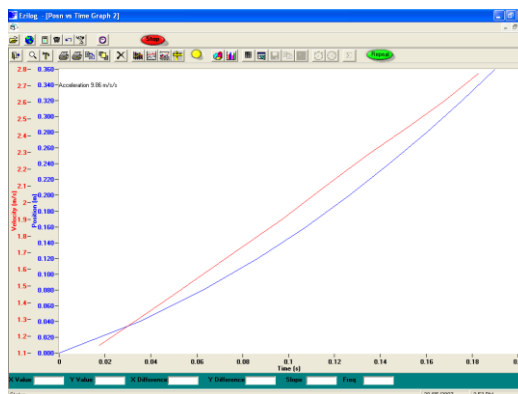 Ezilog - [Posn vs Time Graph 2]
Stop
Repeat
2.8 0.360
Acceleration 9.86 m/s/s
2.7 0.340
2.6 0.320
2.5 0.300
2.4 0.280
2.3 0.260
2.2 0.240
2.1 0.220
2 0.200
1.9 0.180
1.8 0.160
1.7 0.140
1.6 0.120
1.5 0.100
1.4 0.080
1.3 0.060
1.2 0.040
0.020
1.1 0.000
Velocity (m/s)
Position (m)
0 0.02 0.04 0.06 0.08 0.1 0.12 0.14 0.16 0.18
Time (s)
X Value Y Value X Difference Y Difference Slope Freq